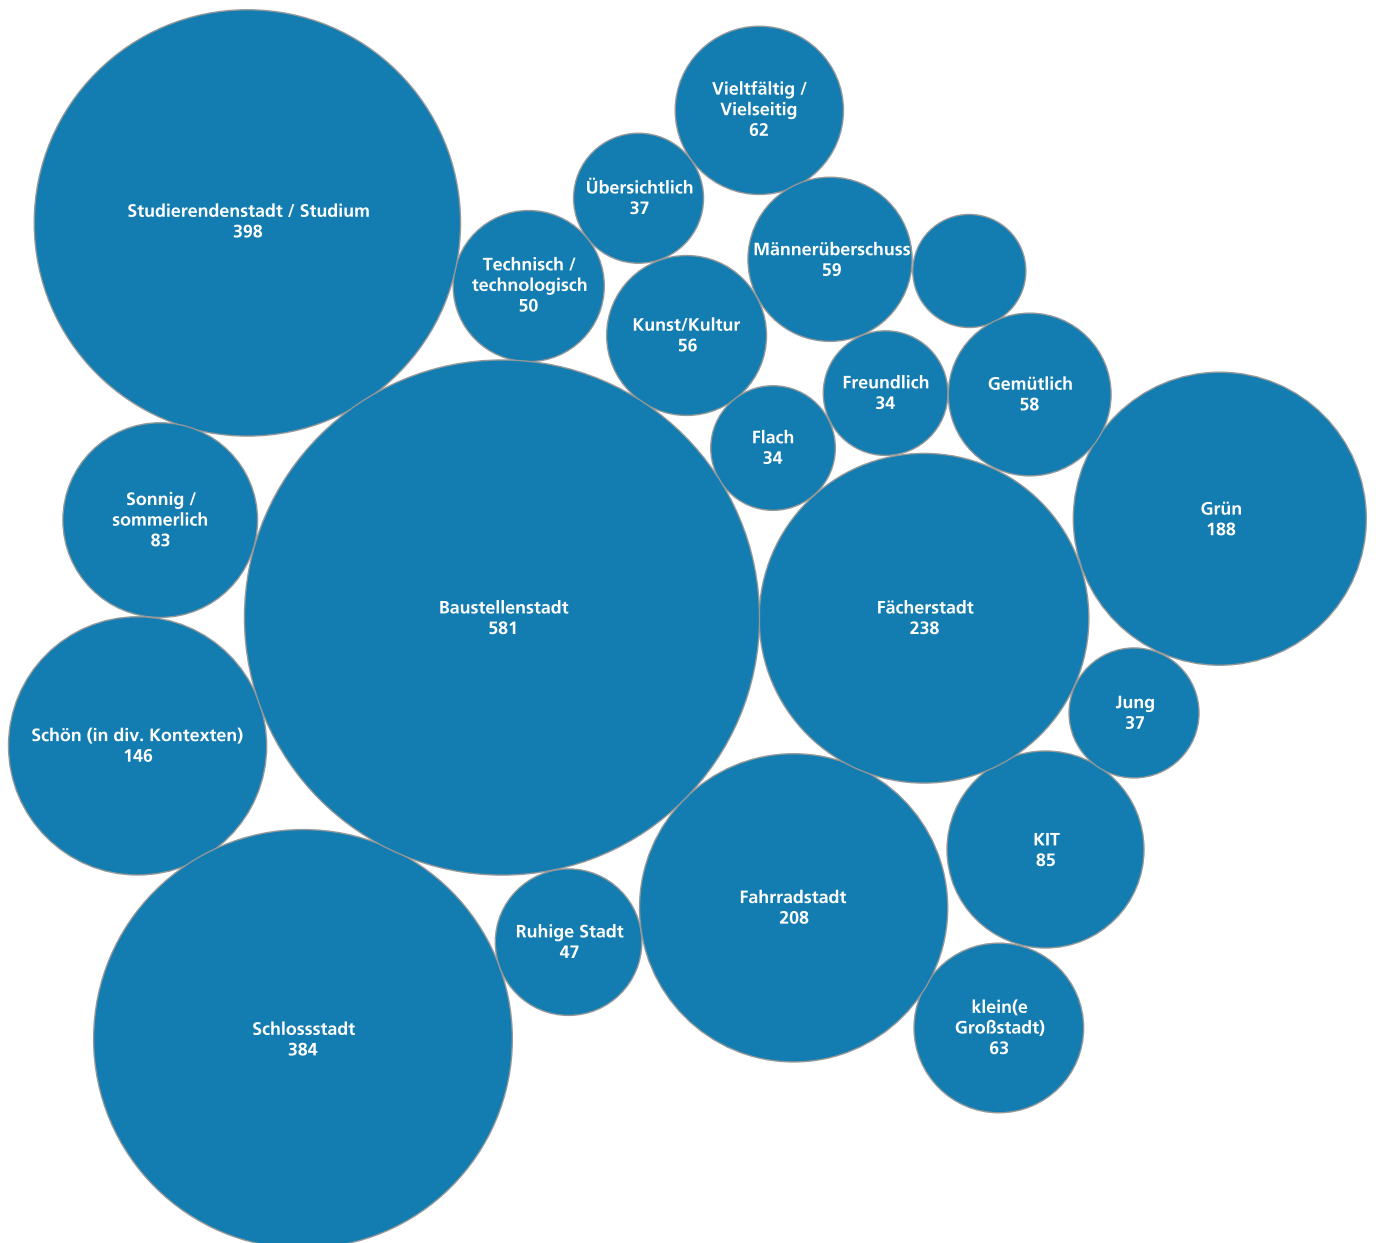 Vieltfältig /
Vielseitig
62
Übersichtlich
37
Studierendenstadt / Studium
398
Männerüberschuss
59
Technisch /
technologisch
50
Kunst/Kultur
56
Freundlich
34
Gemütlich
58
Flach
34
Sonnig /
sommerlich
83
Grün
188
Baustellenstadt
581
Fächerstadt
238
Jung
37
Schön (in div. Kontexten)
146
KIT
85
Fahrradstadt
208
Ruhige Stadt
47
klein(e
Großstadt)
63
Schlossstadt
384